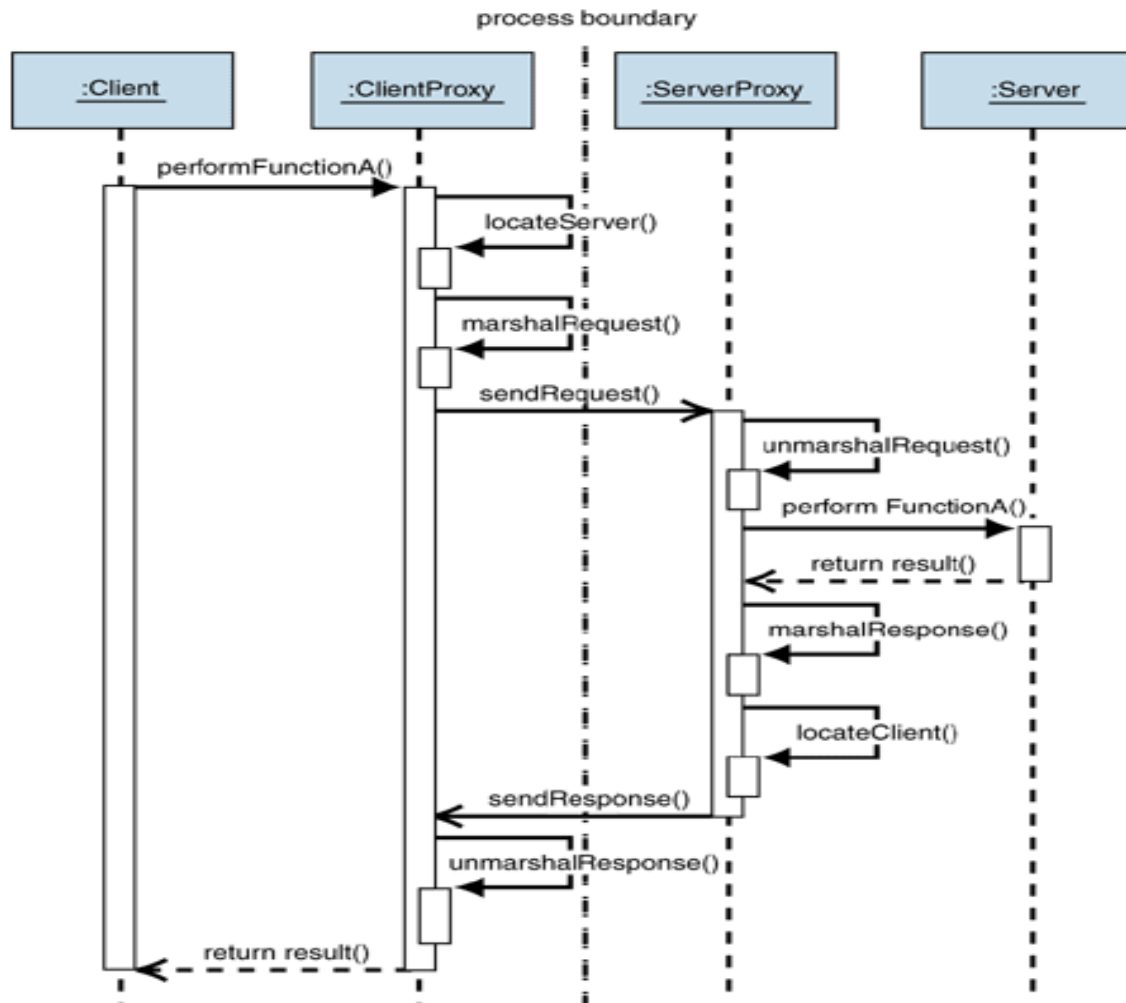 process boundary
:Client
:ClientProxy
:ServerProxy
:Server
performFunctionA()
locateServer()
marshalRequest()
sendRequest()
unmarshalRequest()
perform FunctionA()
return result()
marshalResponse()
locateClient()
sendResponse()
unmarshalResponse()
return result()